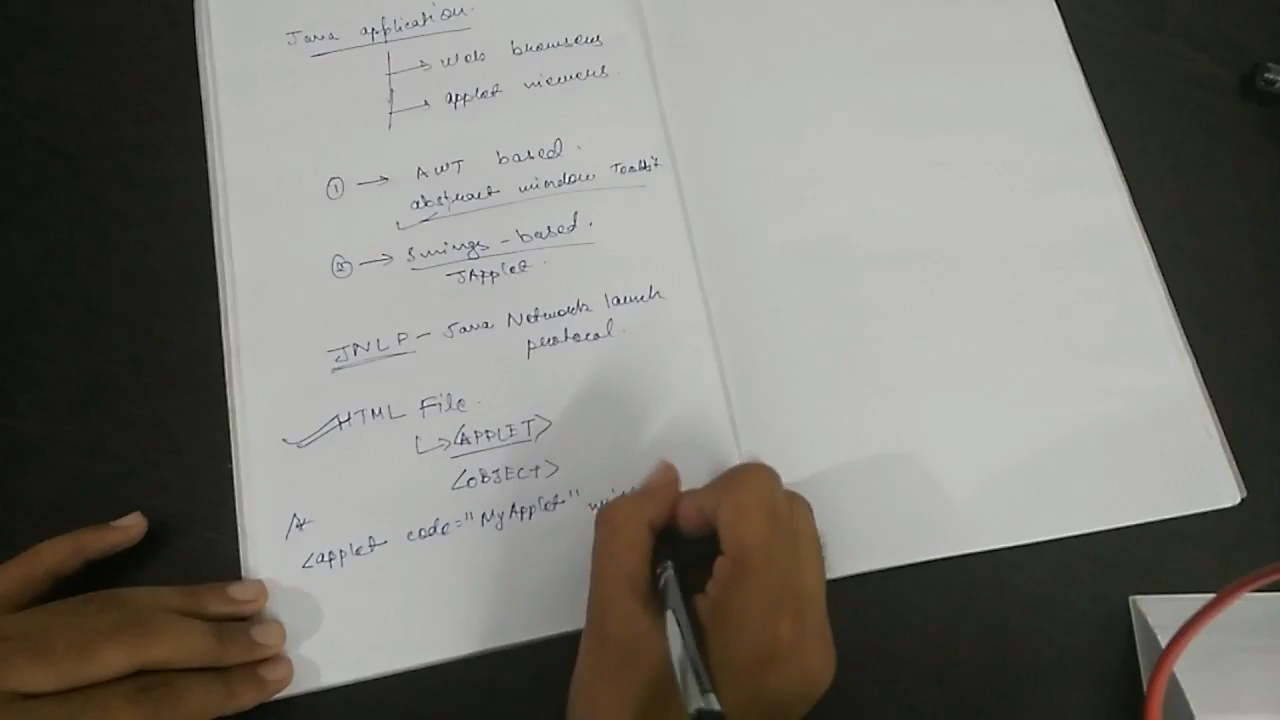 Java application.
→ Web browsers
→ applet viewers.
① → AWT based.
abstract window Toolkit
② → Swings - based.
JApplet.
JNLP - Java Network launch
protocol.
HTML File.
↳ <APPLET>
<OBJECT>
<applet code="MyApplet"